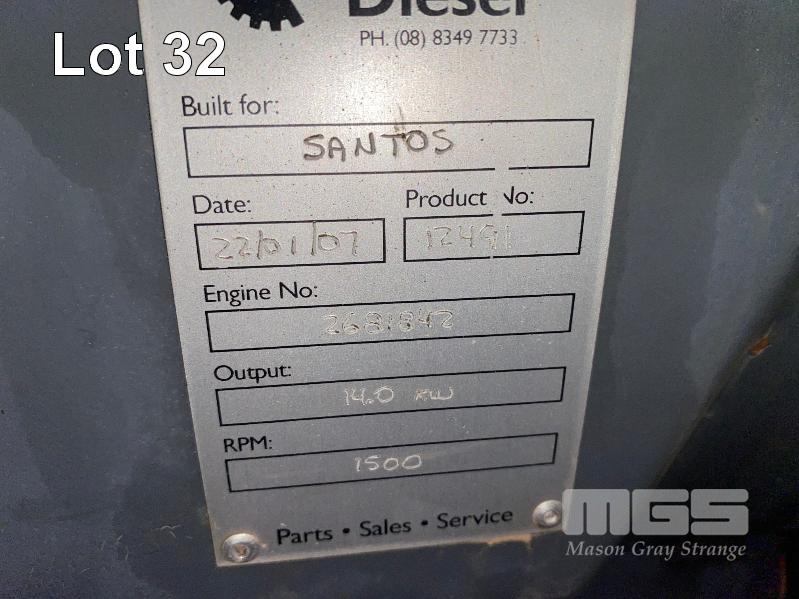 Lot 32
Diesel
PH. (08) 8349 7733
Built for:
SANTOS
Date:
Product No:
22/01/07
12491
Engine No:
2681842
Output:
14.0 KW
RPM:
1500
Parts • Sales • Service
MGS
Mason Gray Strange